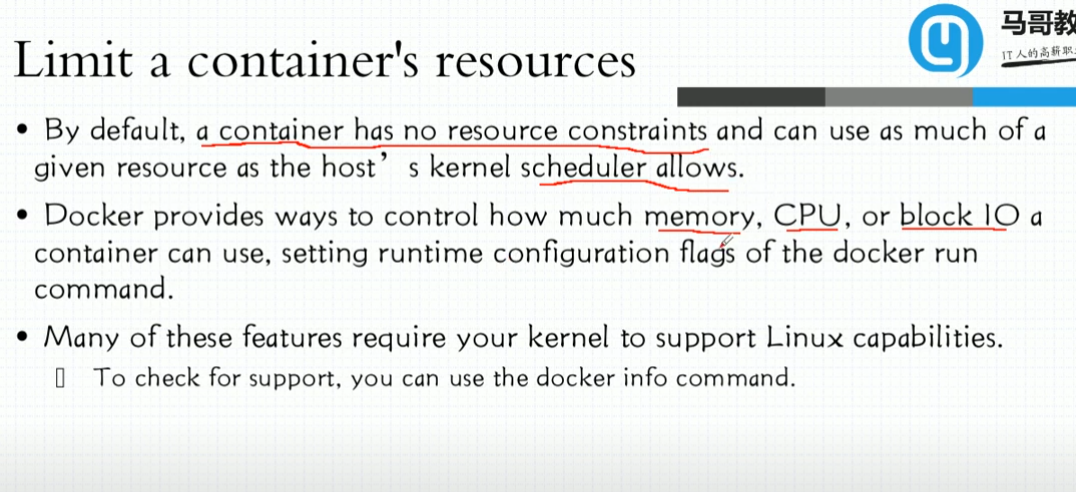 马哥教
IT人的高薪职
Limit a container's resources
• By default, a container has no resource constraints and can use as much of a
given resource as the host’s kernel scheduler allows.
• Docker provides ways to control how much memory, CPU, or block IO a
container can use, setting runtime configuration flags of the docker run
command.
• Many of these features require your kernel to support Linux capabilities.
▯ To check for support, you can use the docker info command.